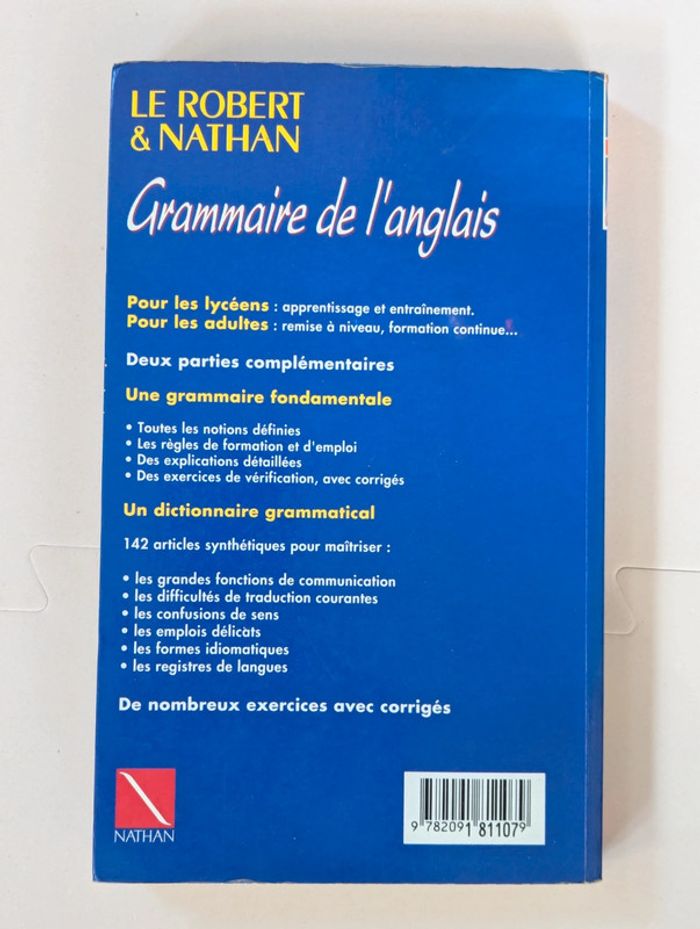 LE ROBERT
& NATHAN
Grammaire de l'anglais
Pour les lycéens : apprentissage et entraînement.
Pour les adultes : remise à niveau, formation continue...
Deux parties complémentaires
Une grammaire fondamentale
• Toutes les notions définies
• Les règles de formation et d'emploi
• Des explications détaillées
• Des exercices de vérification, avec corrigés
Un dictionnaire grammatical
142 articles synthétiques pour maîtriser :
• les grandes fonctions de communication
• les difficultés de traduction courantes
• les confusions de sens
• les emplois délicats
• les formes idiomatiques
• les registres de langues
De nombreux exercices avec corrigés
NATHAN
9 782091 811079